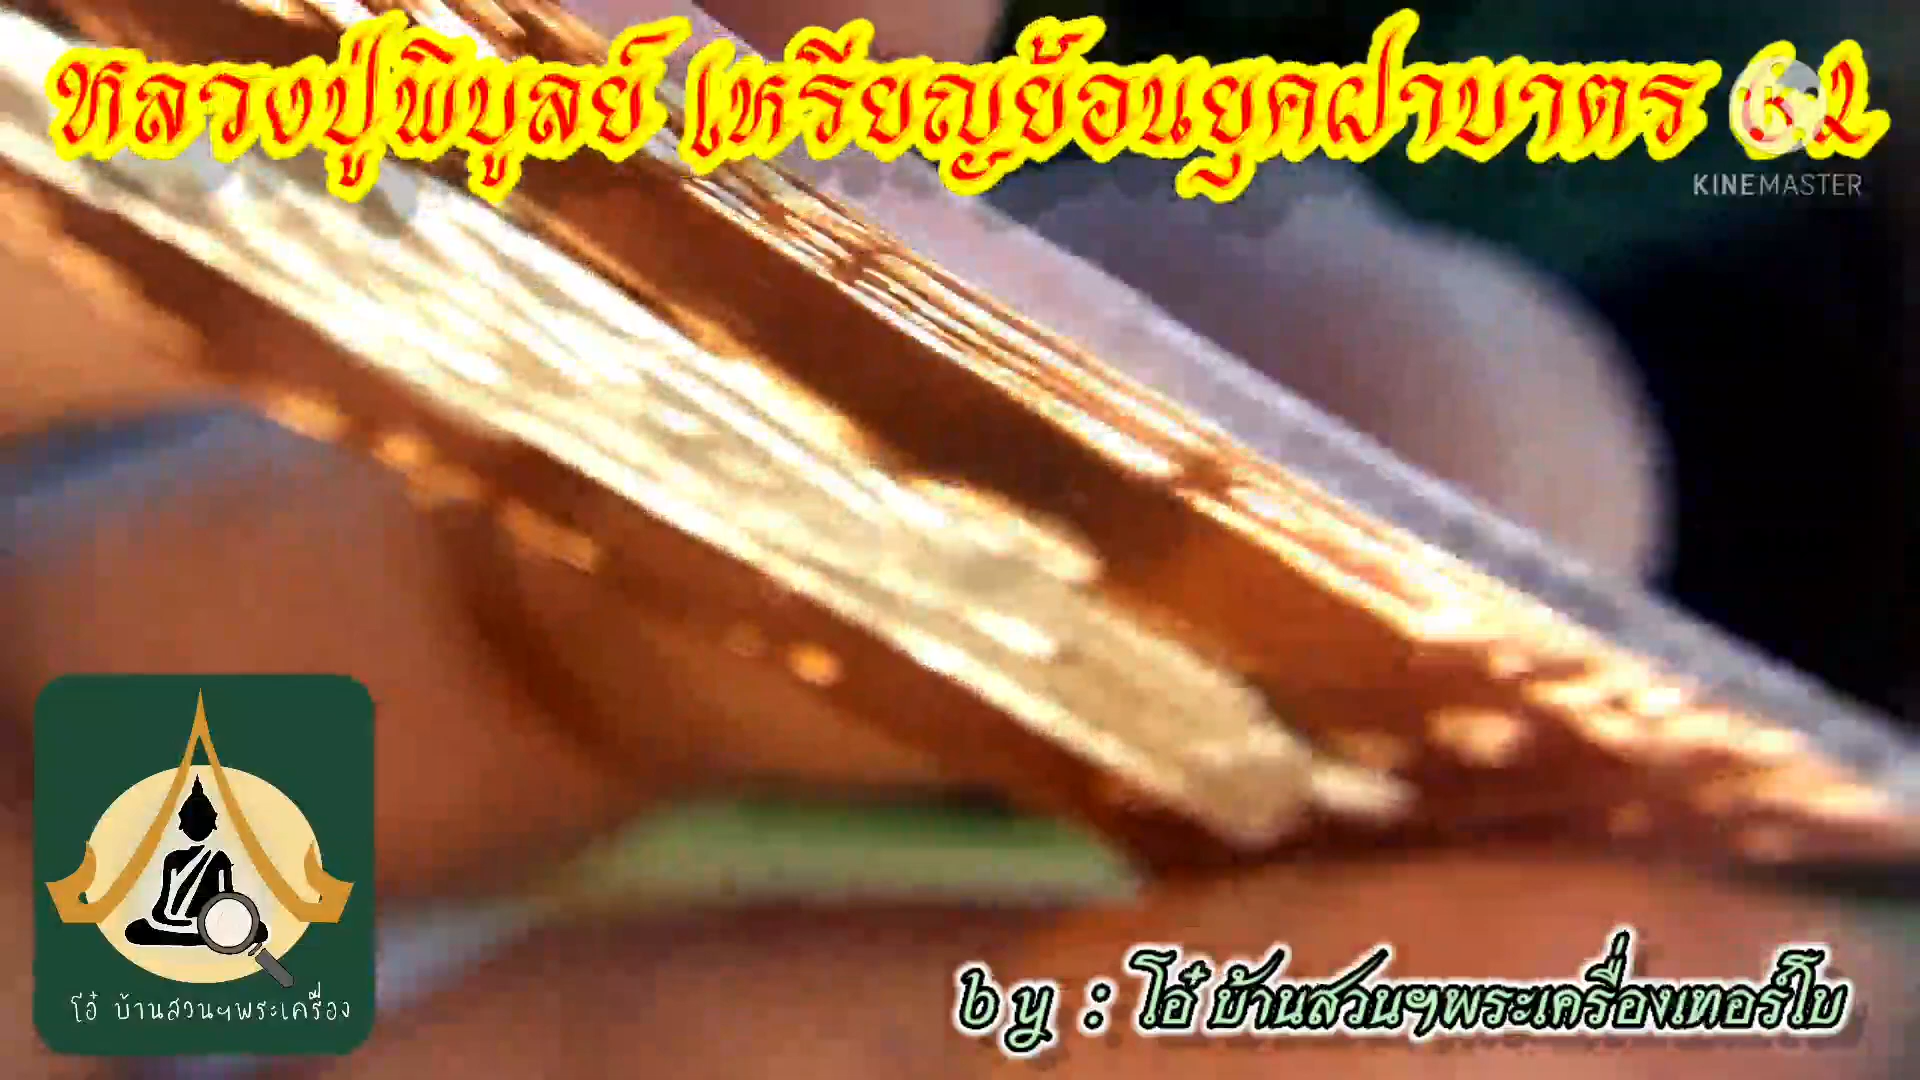 หลวงปู่พิบูลย์ เหรียญย้อนยุคฝาบาตร
KINEMASTER
โอ๋ บ้านสวนฯพระเครื่อง
by : โอ๋ บ้านสวนฯพระเครื่องเทอร์โบ